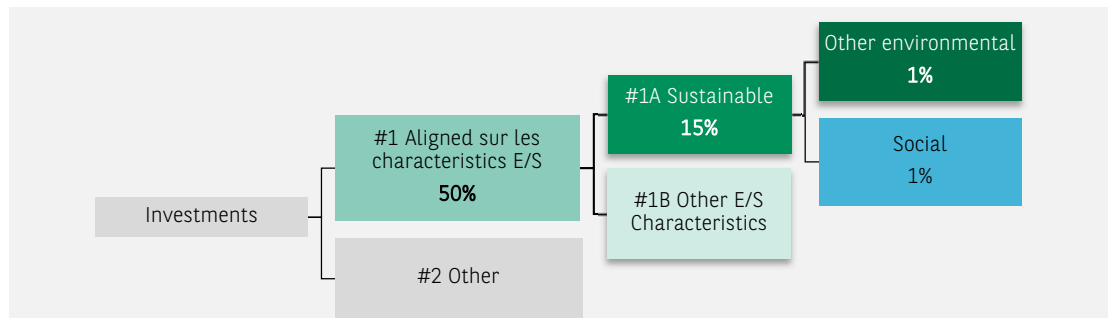 Investments
#1 Aligned sur les
characteristics E/S
50%
#2 Other
#1A Sustainable
15%
#1B Other E/S
Characteristics
Other environmental
1%
Social
1%